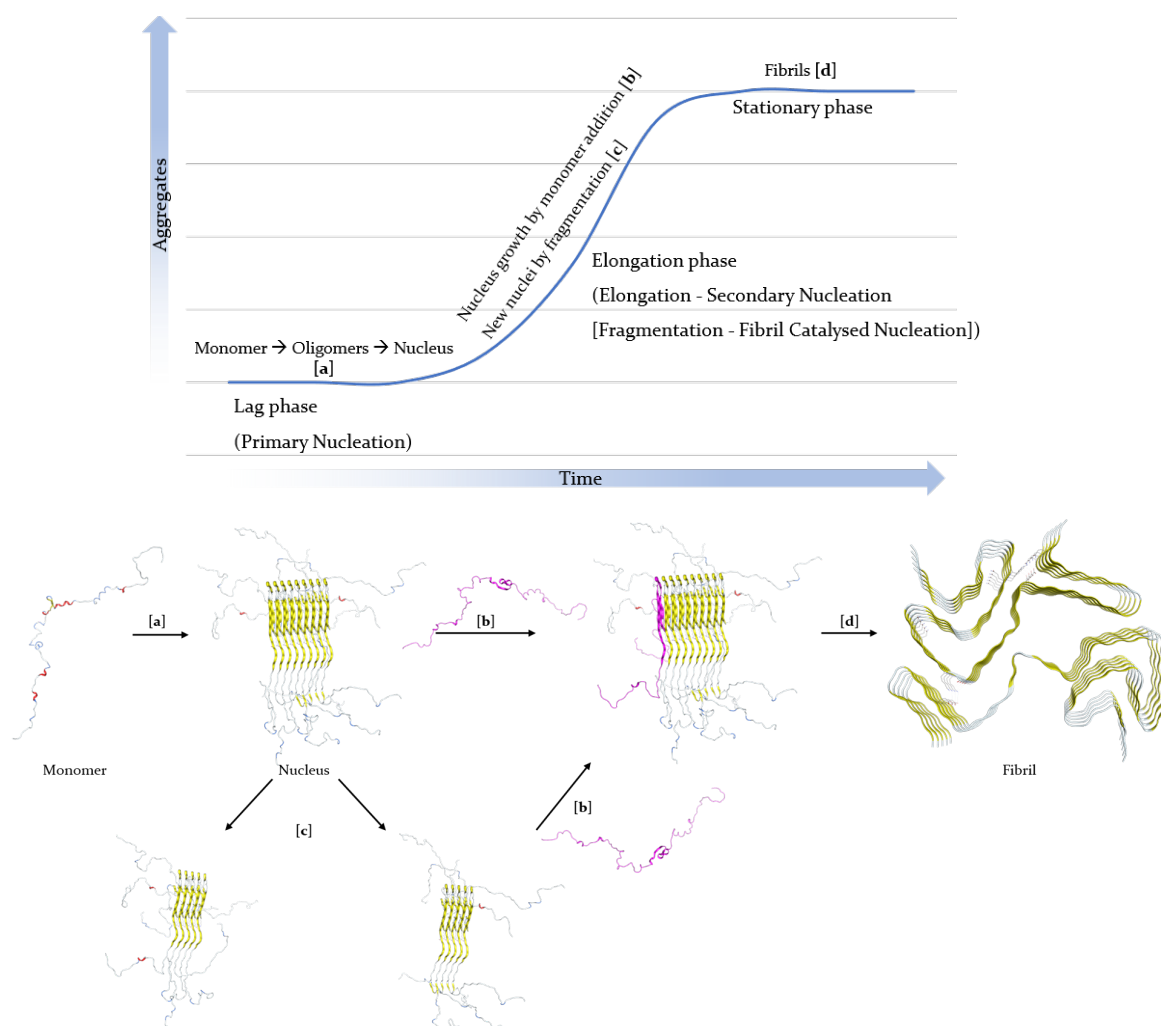 Aggregates
Fibrils [d]
Stationary phase
Nucleus growth by monomer addition [b]
New nuclei by fragmentation [c]
Elongation phase
(Elongation - Secondary Nucleation
[Fragmentation - Fibril Catalysed Nucleation])
Monomer → Oligomers → Nucleus
[a]
Lag phase
(Primary Nucleation)
Time
[a]
[b]
[d]
Monomer
Nucleus
Fibril
[c]
[b]